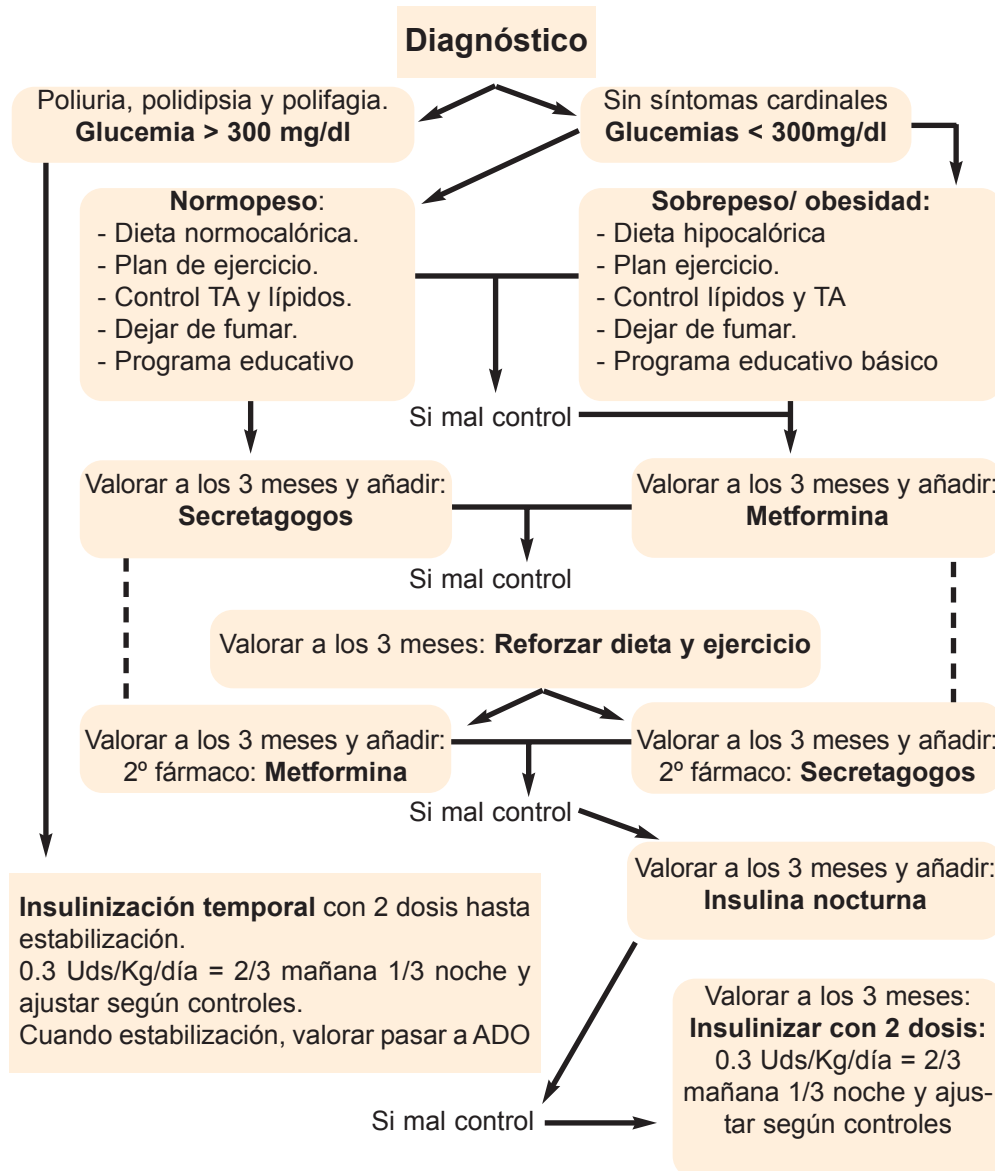 Diagnóstico
Poliuria, polidipsia y polifagia.
Glucemia > 300 mg/dl
Sin síntomas cardinales
Glucemias < 300mg/dl
Normopeso:
- Dieta normocalórica.
- Plan de ejercicio.
- Control TA y lípidos.
- Dejar de fumar.
- Programa educativo
Sobrepeso/ obesidad:
- Dieta hipocalórica
- Plan ejercicio.
- Control lípidos y TA
- Dejar de fumar.
- Programa educativo básico
Si mal control
Valorar a los 3 meses y añadir:
Secretagogos
Valorar a los 3 meses y añadir:
Metformina
Si mal control
Valorar a los 3 meses: Reforzar dieta y ejercicio
Valorar a los 3 meses y añadir:
2º fármaco: Metformina
Valorar a los 3 meses y añadir:
2º fármaco: Secretagogos
Si mal control
Valorar a los 3 meses y añadir:
Insulina nocturna
Insulinización temporal con 2 dosis hasta
estabilización.
0.3 Uds/Kg/día = 2/3 mañana 1/3 noche y
ajustar según controles.
Cuando estabilización, valorar pasar a ADO
Si mal control
Valorar a los 3 meses:
Insulinizar con 2 dosis:
0.3 Uds/Kg/día = 2/3
mañana 1/3 noche y ajus-
tar según controles